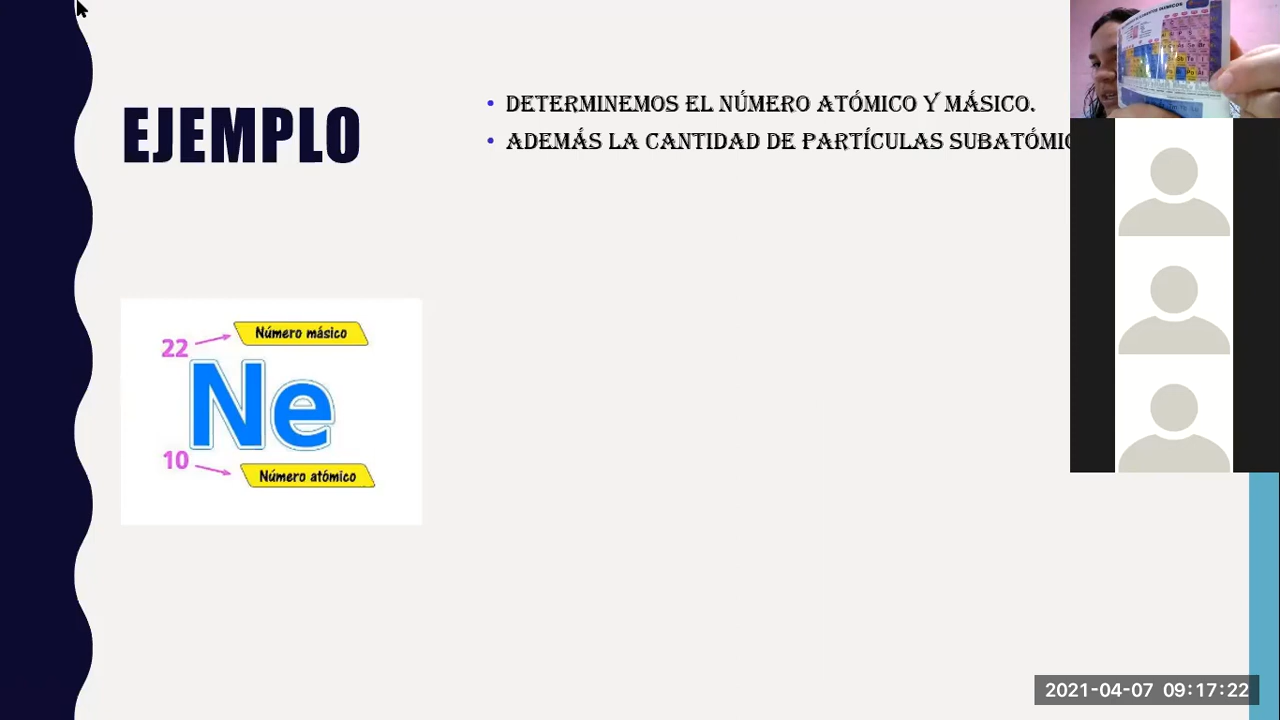 EJEMPLO
• DETERMINEMOS EL NÚMERO ATÓMICO Y MÁSICO.
• ADEMÁS LA CANTIDAD DE PARTÍCULAS
22
Número másico
Ne
10
Número atómico
2021-04-07 09:17:22